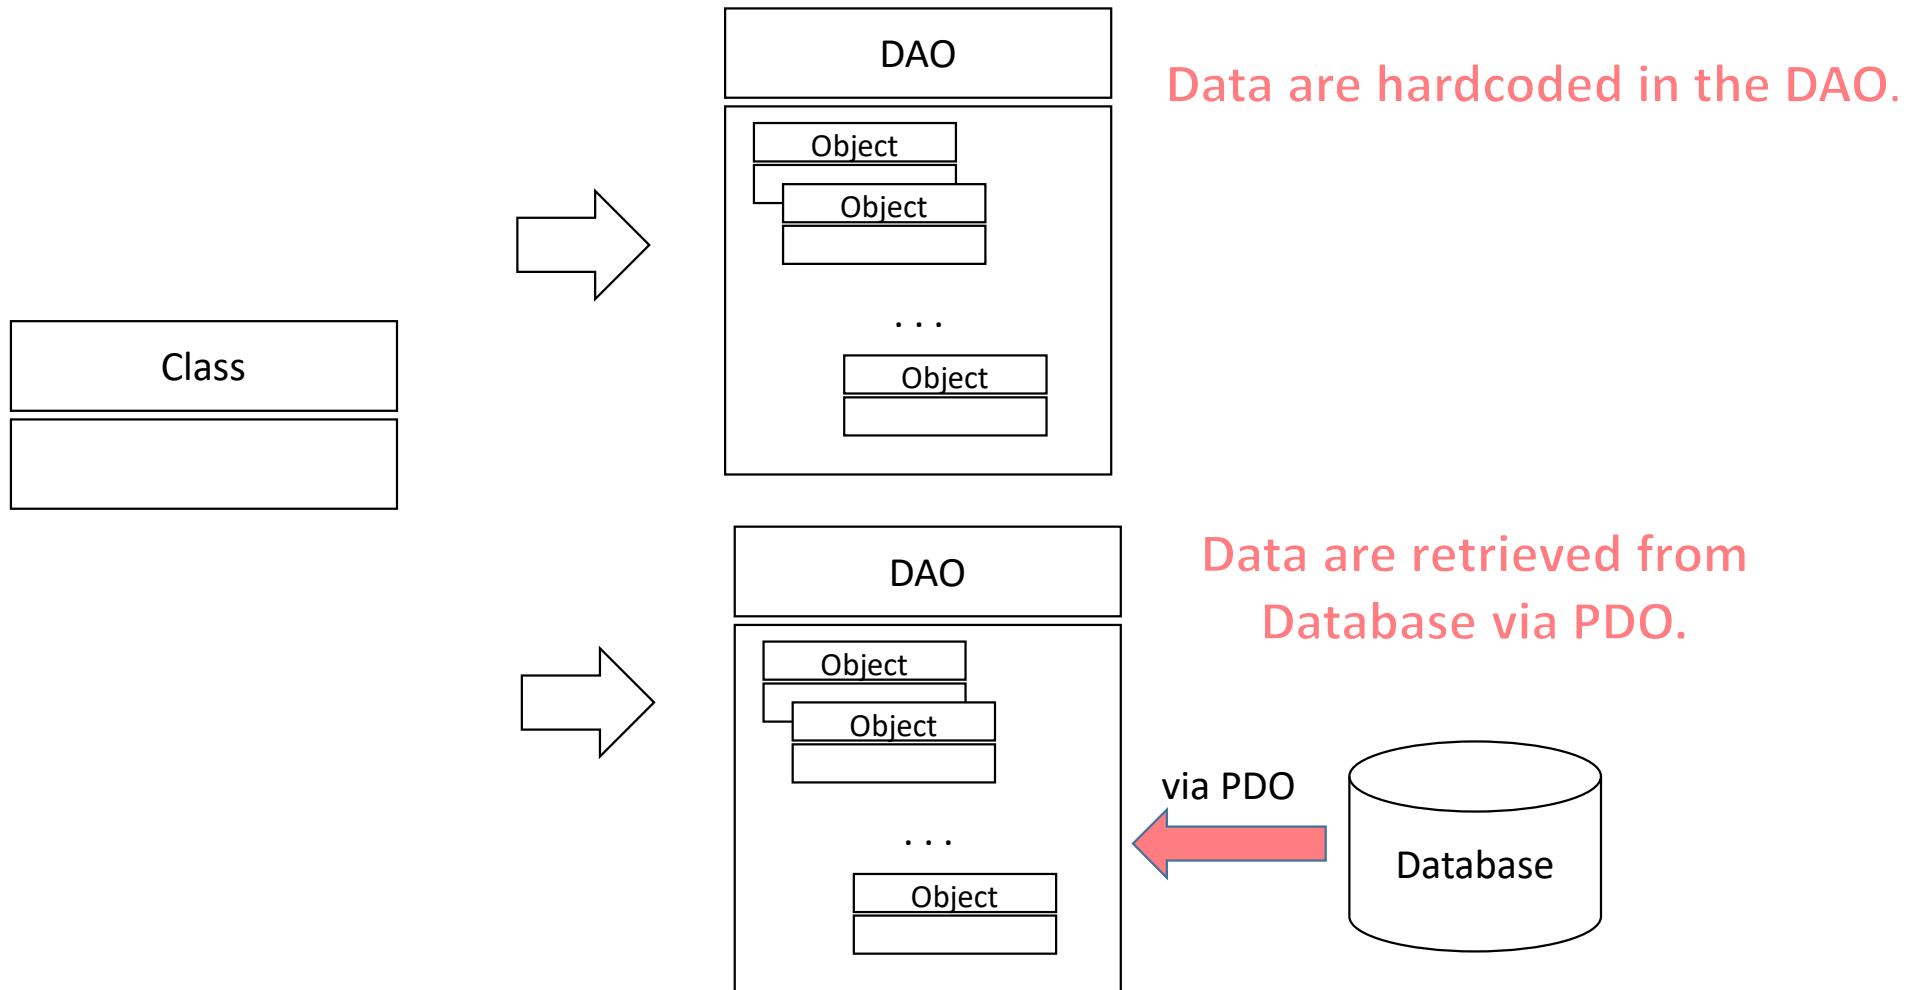 DAO
Data are hardcoded in the DAO.
Object
Object
. . .
Object
Class
DAO
Data are retrieved from
Database via PDO.
Object
Object
via PDO
. . .
Database
Object